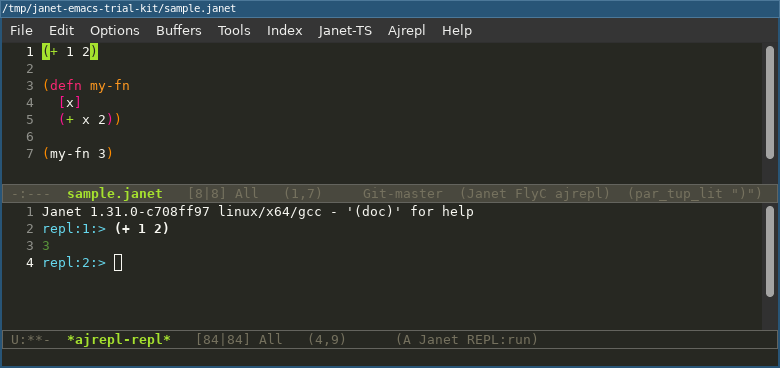 /tmp/janet-emacs-trial-kit/sample.janet
File Edit Options Buffers Tools Index Janet-TS Ajrepl Help
1 (+ 1 2)
2
3 (defn my-fn
4   [x]
5   (+ x 2))
6
7 (my-fn 3)
-:---  sample.janet   [8|8] All   (1,7)     Git-master  (Janet FlyC ajrepl)  (par_tup_lit ")")
1 Janet 1.31.0-c708ff97 linux/x64/gcc - '(doc)' for help
2 repl:1:> (+ 1 2)
3 3
4 repl:2:>
U:**-  *ajrepl-repl*   [84|84] All   (4,9)      (A Janet REPL:run)